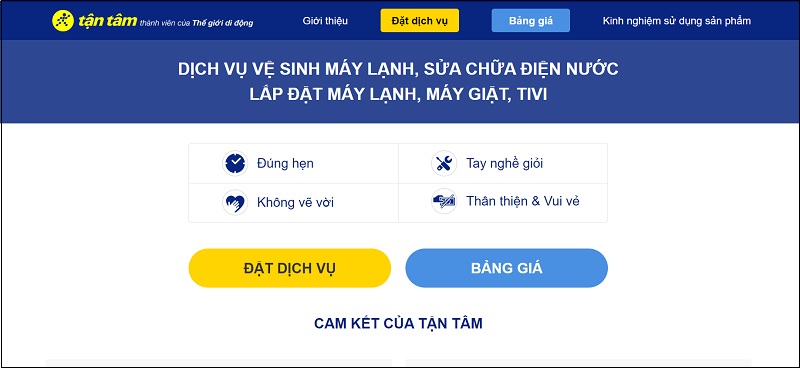 tận tâm thành viên của Thế giới di động
Giới thiệu
Đặt dịch vụ
Bảng giá
Kinh nghiệm sử dụng sản phẩm
DỊCH VỤ VỆ SINH MÁY LẠNH, SỬA CHỮA ĐIỆN NƯỚC
LẮP ĐẶT MÁY LẠNH, MÁY GIẶT, TIVI
Đúng hẹn
Tay nghề giỏi
Không vẽ vời
Thân thiện & Vui vẻ
ĐẶT DỊCH VỤ
BẢNG GIÁ
CAM KẾT CỦA TẬN TÂM